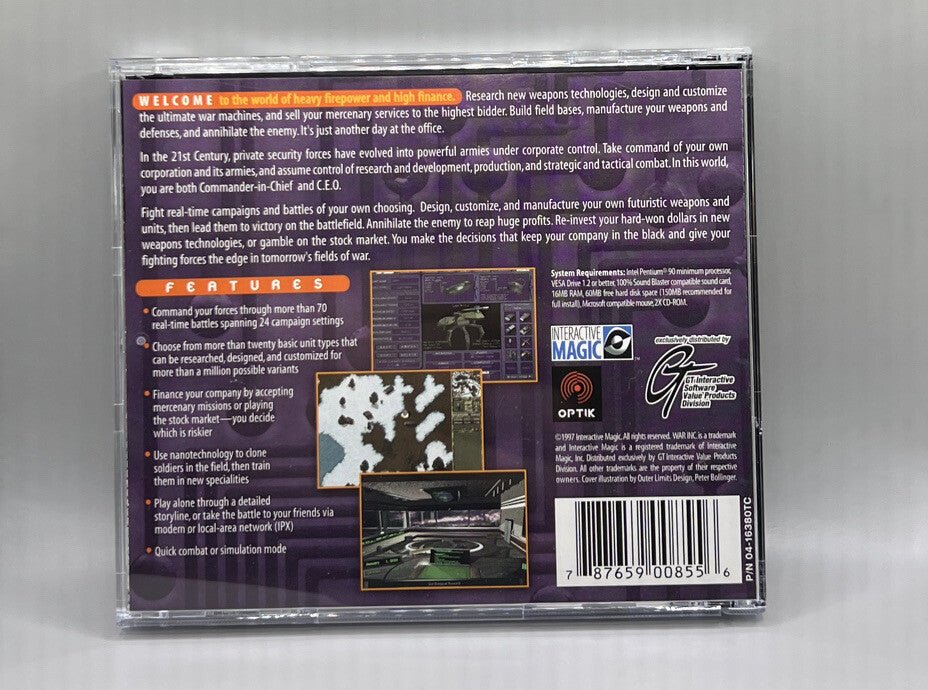 WELCOME to the world of heavy firepower and high finance. Research new weapons technologies, design and customize
the ultimate war machines, and sell your mercenary services to the highest bidder. Build field bases, manufacture your weapons and
defenses, and annihilate the enemy. It's just another day at the office.
In the 21st Century, private security forces have evolved into powerful armies under corporate control. Take command of your own
corporation and its armies, and assume control of research and development, production, and strategic and tactical combat. In this world,
you are both Commander-in-Chief and C.E.O.
Fight real-time campaigns and battles of your own choosing. Design, customize, and manufacture your own futuristic weapons and
units, then lead them to victory on the battlefield. Annihilate the enemy to reap huge profits. Re-invest your hard-won dollars in new
weapons technologies, or gamble on the stock market. You make the decisions that keep your company in the black and give your
fighting forces the edge in tomorrow's fields of war.
FEATURES
• Command your forces through more than 70
real-time battles spanning 24 campaign settings
• Choose from more than twenty basic unit types that
can be researched, designed, and customized for
more than a million possible variants
• Finance your company by accepting
mercenary missions or playing
the stock market—you decide
which is riskier
• Use nanotechnology to clone
soldiers in the field, then train
them in new specialities
• Play alone through a detailed
storyline, or take the battle to your friends via
modem or local-area network (IPX)
• Quick combat or simulation mode
System Requirements: Intel Pentium® 90 minimum processor,
VESA Drive 1.2 or better, 100% Sound Blaster compatible sound card,
16MB RAM, 60MB free hard disk space (150MB recommended for
full install), Microsoft compatible mouse, 2X CD-ROM.
INTERACTIVE
MAGIC™
OPTIK
exclusively distributed by
GT
GT Interactive
Software
Value Products
Division
©1997 Interactive Magic. All rights reserved. WAR INC. is a trademark
and Interactive Magic is a registered trademark of Interactive
Magic, Inc. Distributed exclusively by GT Interactive Value Products
Division. All other trademarks are the property of their respective
owners. Cover illustration by Outer Limits Design, Peter Bollinger.
7 87659 00855 6
P/N 04-16380TC